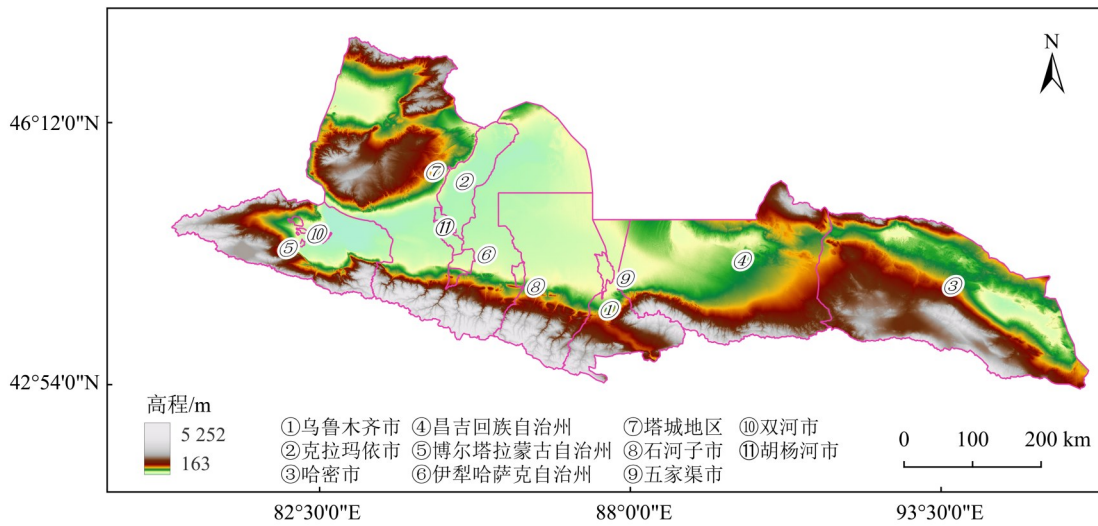 N
46°12'0"N
⑦
②
⑪
⑩
⑤
⑥
④
⑨
⑧
③
①
42°54'0"N
高程/m
5 252
163
①乌鲁木齐市 ④昌吉回族自治州 ⑦塔城地区 ⑩双河市
②克拉玛依市 ⑤博尔塔拉蒙古自治州 ⑧石河子市 ⑪胡杨河市
③哈密市 ⑥伊犁哈萨克自治州 ⑨五家渠市
0 100 200 km
82°30'0"E 88°00'0"E 93°30'0"E